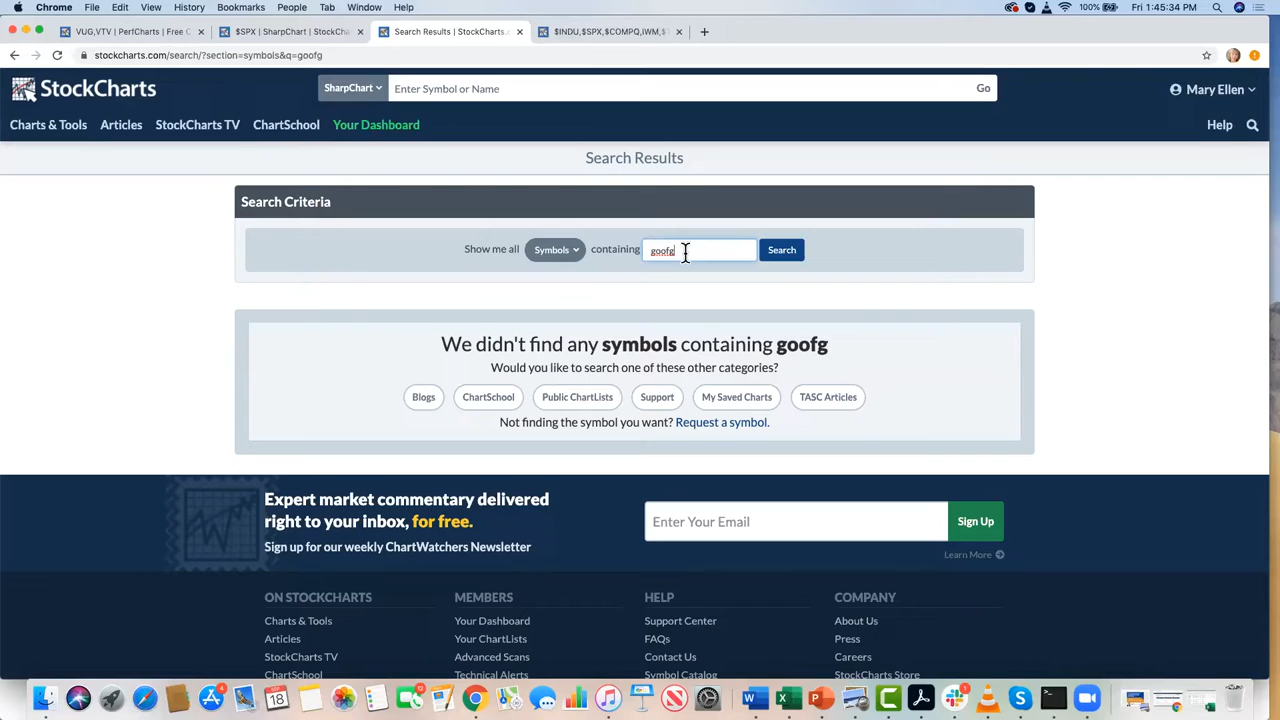 Chrome File Edit View History Bookmarks People Tab Window Help 100% Fri 1:45:34 PM
VUG,VTV | PerfCharts | Free C × $SPX | SharpChart | StockCha × Search Results | StockCharts.c × $INDU,$SPX,$COMPQ,IWM,$T × +
stockcharts.com/search/?section=symbols&q=goofg
StockCharts SharpChart Enter Symbol or Name Go Mary Ellen
Charts & Tools Articles StockCharts TV ChartSchool Your Dashboard Help
Search Results
Search Criteria
Show me all Symbols containing goofg Search
We didn't find any symbols containing goofg
Would you like to search one of these other categories?
Blogs ChartSchool Public ChartLists Support My Saved Charts TASC Articles
Not finding the symbol you want? Request a symbol.
Expert market commentary delivered
right to your inbox, for free.
Enter Your Email Sign Up
Sign up for our weekly ChartWatchers Newsletter
Learn More
ON STOCKCHARTS MEMBERS HELP COMPANY
Charts & Tools Your Dashboard Support Center About Us
Articles Your ChartLists FAQs Press
StockCharts TV Advanced Scans Contact Us Careers
ChartSchool Technical Alerts Symbol Catalog StockCharts Store